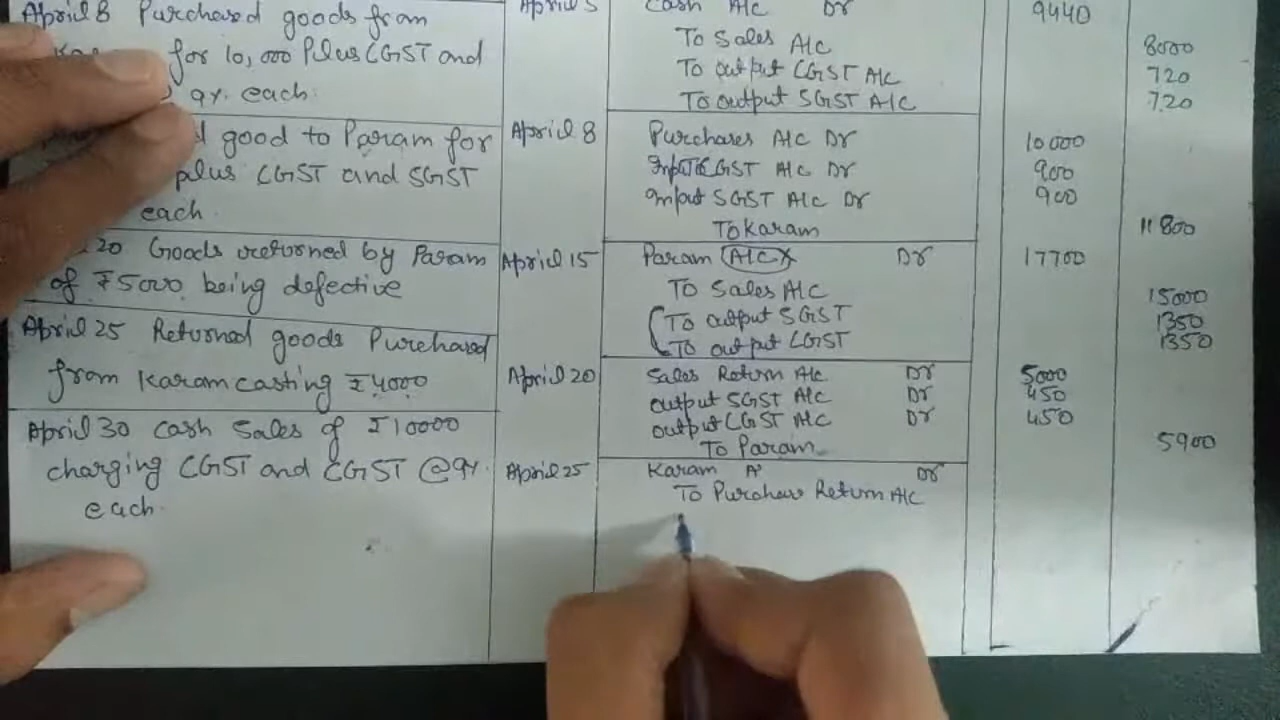 April 8 Purchased goods from
for 10,000 Plus CGST and
9%. each.
good to Param for
plus CGST and SGST
each.
20 Goods returned by Param
of ₹5000 being defective
April 25 Returned goods Purchased
from Karam casting ₹4000
April 30 Cash Sales of ₹10000
charging CGST and CGST @9%.
each.
April 5
Cash A/c Dr 9440
To Sales A/c 8000
To output CGST A/c 720
To output SGST A/c 720
April 8 Purchases A/c Dr 10000
Input CGST A/c Dr 900
Input SGST A/c Dr 900
To Karam 11800
April 15 Param A/c Dr 17700
To Sales A/c 15000
To output SGST 1350
To output CGST 1350
April 20 Sales Return A/c Dr 5000
output SGST A/c Dr 450
output CGST A/c Dr 450
To Param 5900
April 25 Karam Dr
To Purchase Return A/c